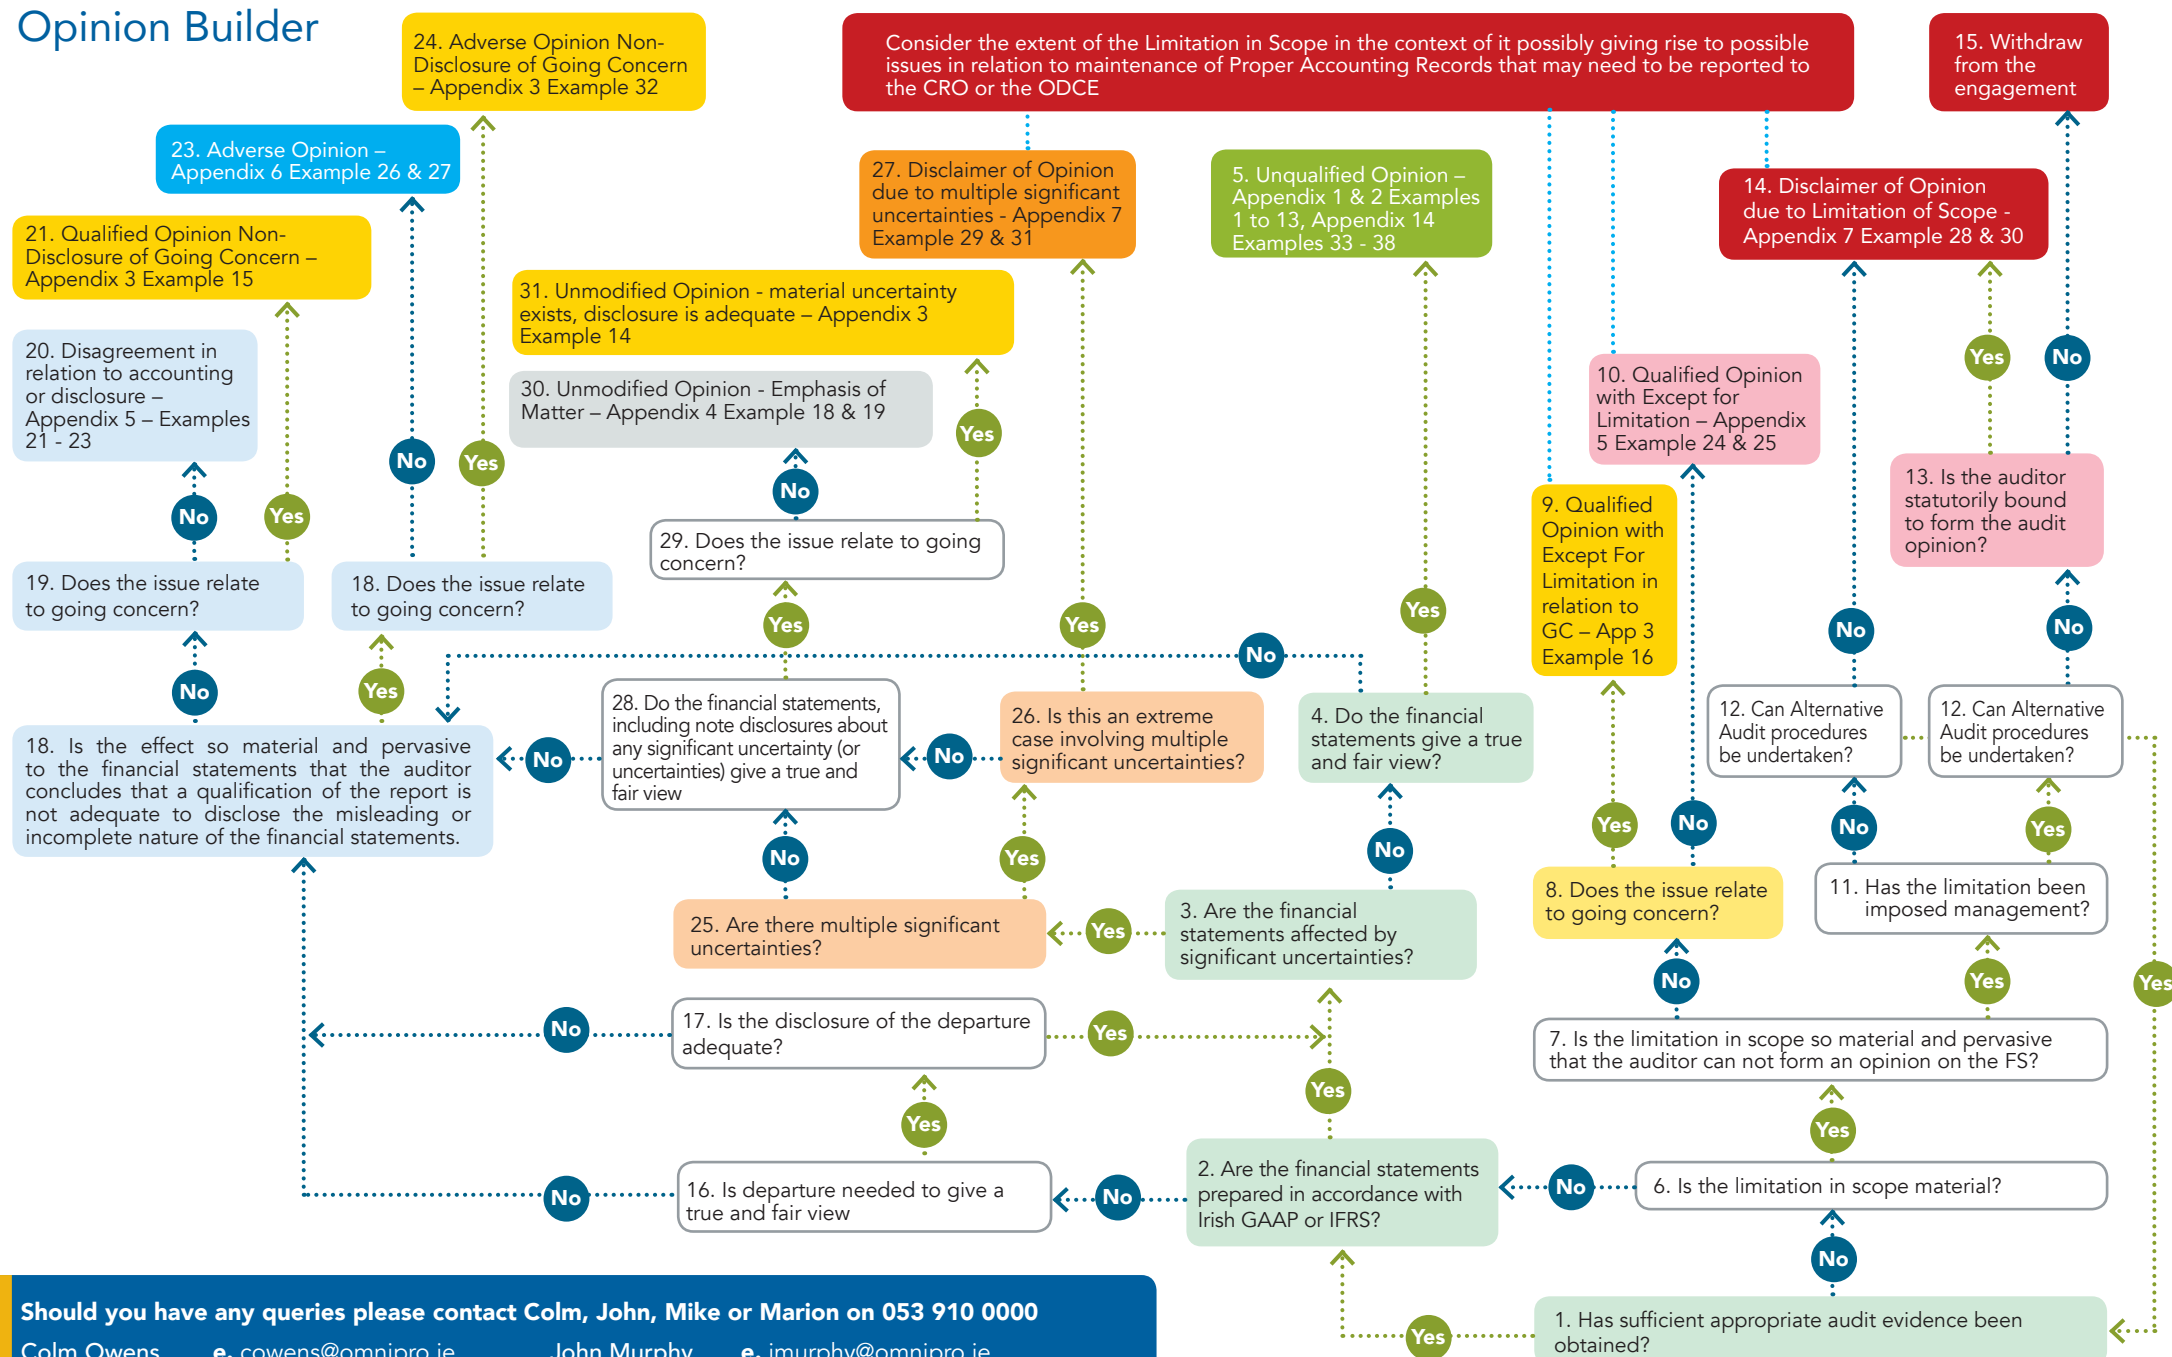 Opinion Builder
24. Adverse Opinion Non-
Disclosure of Going Concern
– Appendix 3 Example 32
Consider the extent of the Limitation in Scope in the context of it possibly giving rise to possible
issues in relation to maintenance of Proper Accounting Records that may need to be reported to
the CRO or the ODCE
15. Withdraw
from the
engagement
23. Adverse Opinion –
Appendix 6 Example 26 & 27
27. Disclaimer of Opinion
due to multiple significant
uncertainties - Appendix 7
Example 29 & 31
5. Unqualified Opinion –
Appendix 1 & 2 Examples
1 to 13, Appendix 14
Examples 33 - 38
14. Disclaimer of Opinion
due to Limitation of Scope -
Appendix 7 Example 28 & 30
21. Qualified Opinion Non-
Disclosure of Going Concern –
Appendix 3 Example 15
31. Unmodified Opinion - material uncertainty
exists, disclosure is adequate – Appendix 3
Example 14
20. Disagreement in
relation to accounting
or disclosure –
Appendix 5 – Examples
21 - 23
30. Unmodified Opinion - Emphasis of
Matter – Appendix 4 Example 18 & 19
10. Qualified Opinion
with Except for
Limitation – Appendix
5 Example 24 & 25
Yes
No
Yes
No
Yes
No
13. Is the auditor
statutorily bound
to form the audit
opinion?
9. Qualified
Opinion with
Except For
Limitation in
relation to
GC – App 3
Example 16
No
Yes
29. Does the issue relate to going
concern?
19. Does the issue relate
to going concern?
18. Does the issue relate
to going concern?
Yes
Yes
Yes
No
No
No
No
Yes
28. Do the financial statements,
including note disclosures about
any significant uncertainty (or
uncertainties) give a true and
fair view
26. Is this an extreme
case involving multiple
significant uncertainties?
4. Do the financial
statements give a true
and fair view?
12. Can Alternative
Audit procedures
be undertaken?
12. Can Alternative
Audit procedures
be undertaken?
18. Is the effect so material and pervasive
to the financial statements that the auditor
concludes that a qualification of the report is
not adequate to disclose the misleading or
incomplete nature of the financial statements.
No
No
Yes
No
No
Yes
No
Yes
No
8. Does the issue relate
to going concern?
11. Has the limitation been
imposed management?
25. Are there multiple significant
uncertainties?
Yes
3. Are the financial
statements affected by
significant uncertainties?
No
Yes
Yes
No
17. Is the disclosure of the departure
adequate?
Yes
7. Is the limitation in scope so material and pervasive
that the auditor can not form an opinion on the FS?
Yes
Yes
Yes
No
16. Is departure needed to give a
true and fair view
No
2. Are the financial statements
prepared in accordance with
Irish GAAP or IFRS?
No
6. Is the limitation in scope material?
No
Yes
1. Has sufficient appropriate audit evidence been
obtained?
Should you have any queries please contact Colm, John, Mike or Marion on 053 910 0000
Colm Owens e. cowens@omnipro.ie John Murphy e. jmurphy@omnipro.ie